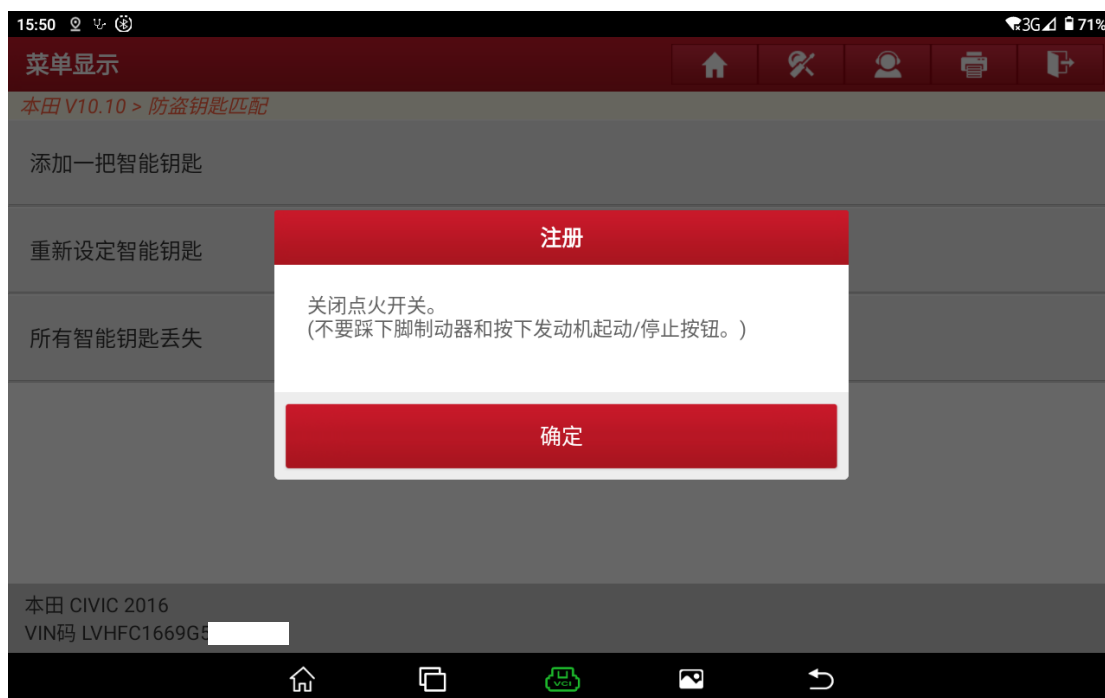 15:50
3G 71%
菜单显示
本田 V10.10 > 防盗钥匙匹配
添加一把智能钥匙
重新设定智能钥匙
所有智能钥匙丢失
注册
关闭点火开关。
(不要踩下脚制动器和按下发动机起动/停止按钮。)
确定
本田 CIVIC 2016
VIN码 LVHFC1669G5
VCI